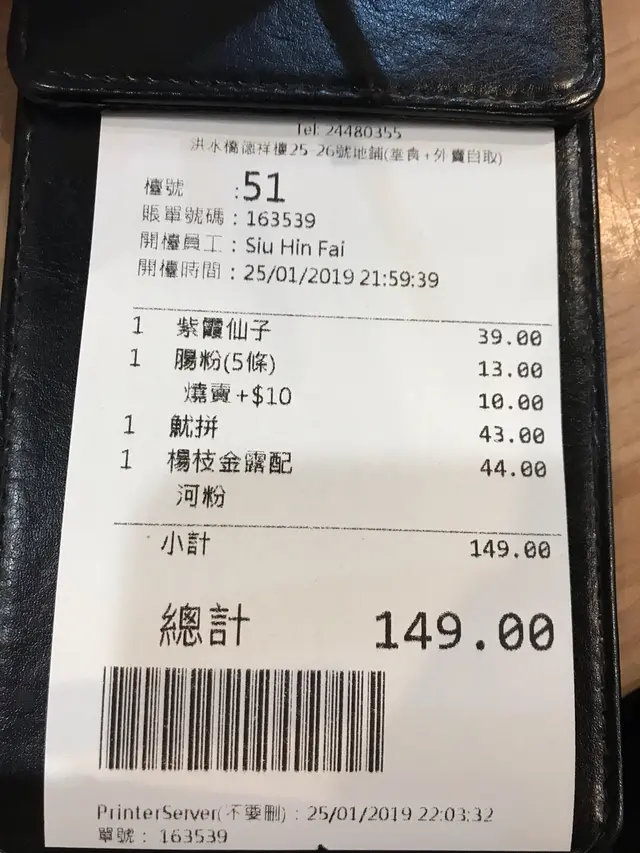 Tel: 24480355
洪水橋德祥樓25-26號地鋪(堂食+外賣自取)
檯號 :51
賬單號碼 : 163539
開檯員工 : Siu Hin Fai
開檯時間 : 25/01/2019 21:59:39
1 紫霞仙子 39.00
1 腸粉(5條) 13.00
燒賣+$10 10.00
1 魷拼 43.00
1 楊枝金露配 44.00
河粉
小計 149.00
總計 149.00
PrinterServer(不要刪) : 25/01/2019 22:03:32
單號 : 163539